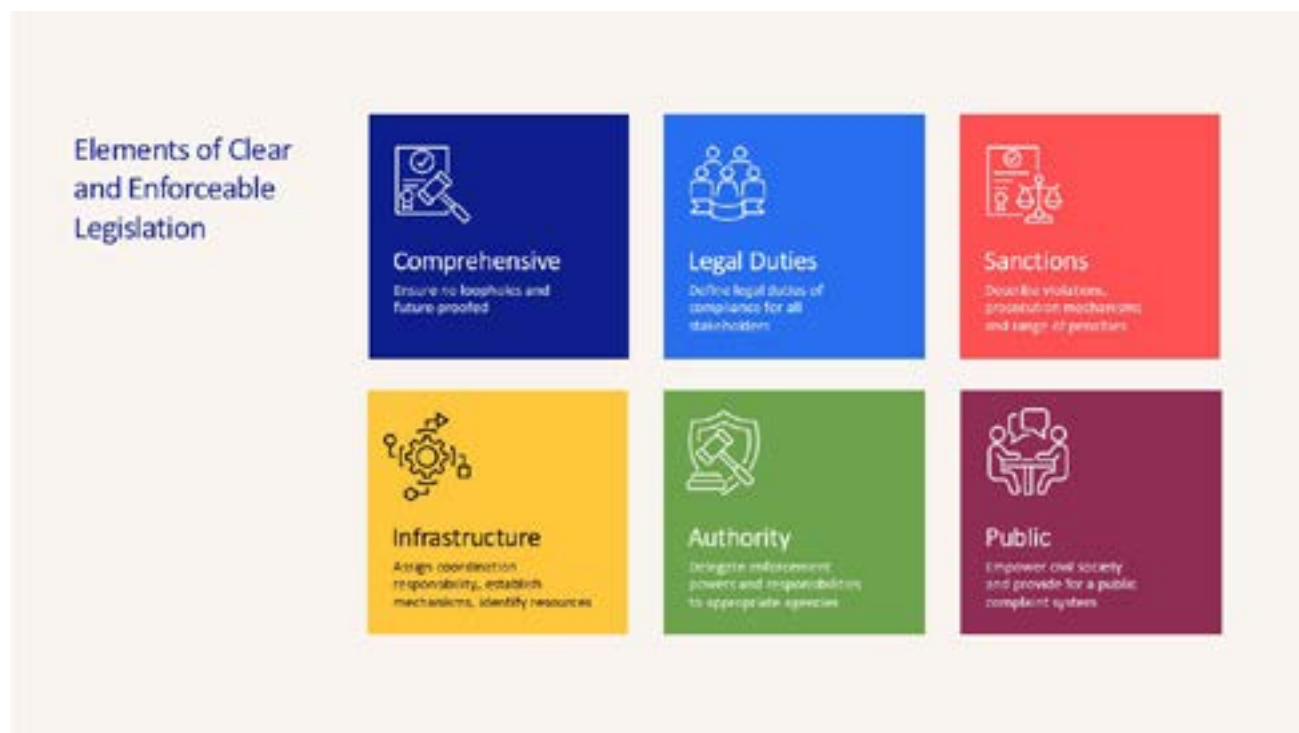 Elements of Clear
and Enforceable
Legislation
Comprehensive
Ensure no loopholes and
future proofed
Legal Duties
Define legal duties of
compliance for all
stakeholders
Sanctions
Describe violations,
prosecution mechanisms
and range of penalties
Infrastructure
Assign coordination
responsibility, establish
mechanisms, identify resources
Authority
Delegate enforcement
powers and responsibilities
to appropriate agencies
Public
Empower civil society
and provide for a public
complaint system